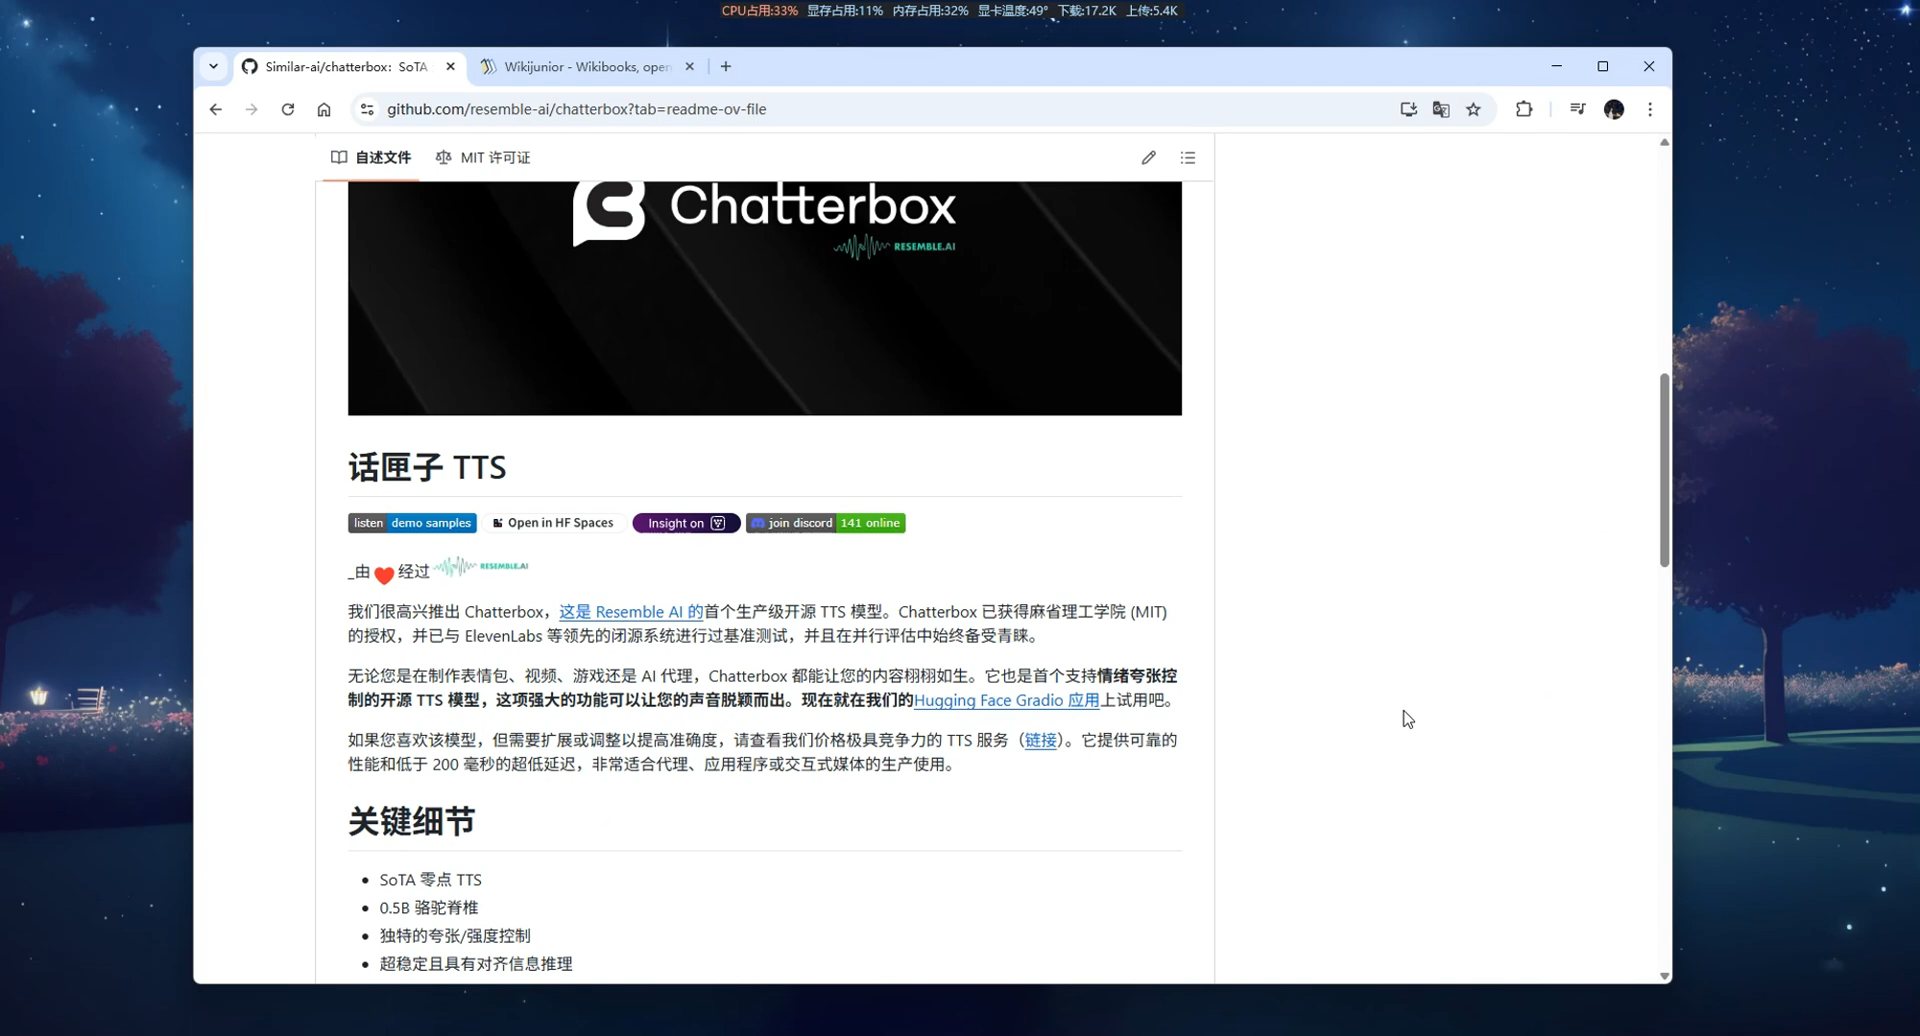 CPU占用:33% 显存占用:11% 内存占用:32% 显卡温度:49° 下载:17.2K 上传:5.4K
Similar-ai/chatterbox: SoTA
Wikijunior - Wikibooks, open
github.com/resemble-ai/chatterbox?tab=readme-ov-file
自述文件
MIT 许可证
Chatterbox
RESEMBLE.AI
话匣子 TTS
listen demo samples
Open in HF Spaces
Insight on
join discord 141 online
_由 ❤️ 经过 RESEMBLE.AI
我们很高兴推出 Chatterbox，这是 Resemble AI 的首个生产级开源 TTS 模型。Chatterbox 已获得麻省理工学院 (MIT)
的授权，并已与 ElevenLabs 等领先的闭源系统进行过基准测试，并且在并行评估中始终备受青睐。
无论您是在制作表情包、视频、游戏还是 AI 代理，Chatterbox 都能让您的内容栩栩如生。它也是首个支持情绪夸张控
制的开源 TTS 模型，这项强大的功能可以让您的声音脱颖而出。现在就在我们的Hugging Face Gradio 应用上试用吧。
如果您喜欢该模型，但需要扩展或调整以提高准确度，请查看我们价格极具竞争力的 TTS 服务（链接）。它提供可靠的
性能和低于 200 毫秒的超低延迟，非常适合代理、应用程序或交互式媒体的生产使用。
关键细节
SoTA 零点 TTS
0.5B 骆驼脊椎
独特的夸张/强度控制
超稳定且具有对齐信息推理